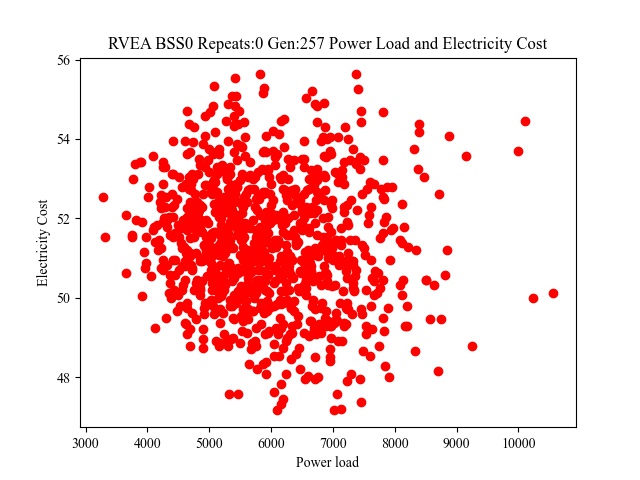 RVEA BSS0 Repeats:0 Gen:257 Power Load and Electricity Cost
56
54
52
50
48
Electricity Cost
3000 4000 5000 6000 7000 8000 9000 10000
Power load